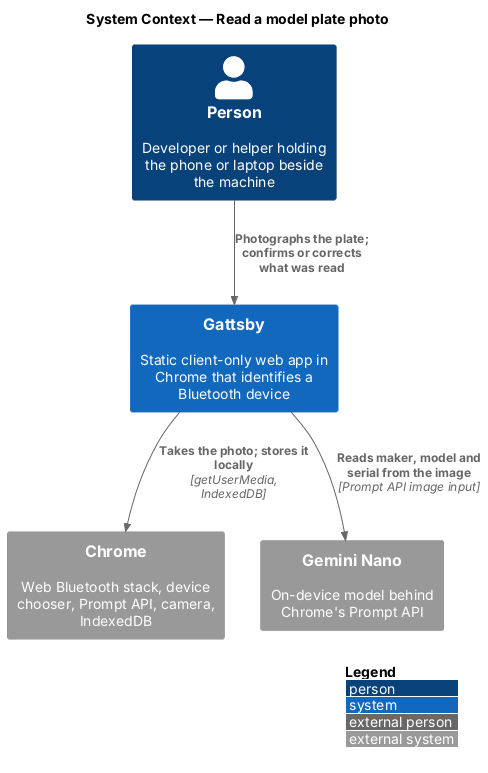 System Context — Read a model plate photo
Person
Developer or helper holding
the phone or laptop beside
the machine
Photographs the plate;
confirms or corrects
what was read
Gattsby
Static client-only web app in
Chrome that identifies a
Bluetooth device
Takes the photo; stores it
locally
[getUserMedia,
IndexedDB]
Reads maker, model and
serial from the image
[Prompt API image input]
Chrome
Web Bluetooth stack, device
chooser, Prompt API, camera,
IndexedDB
Gemini Nano
On-device model behind
Chrome's Prompt API
Legend
person
system
external person
external system